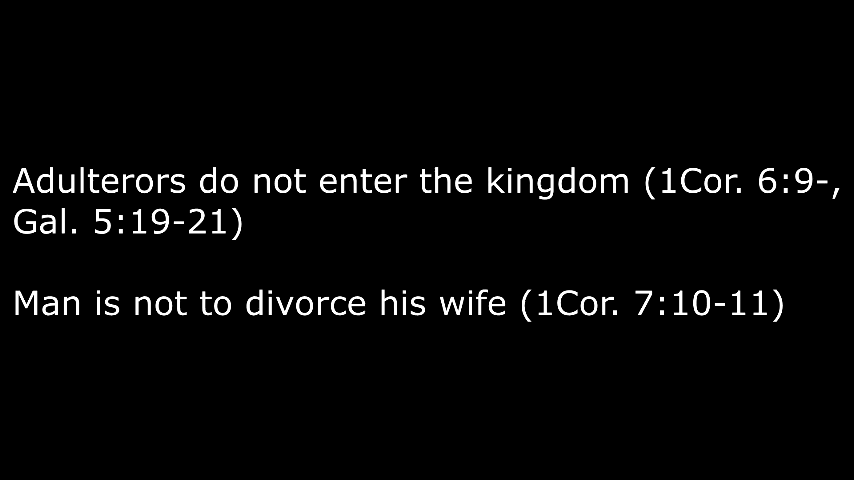 Adulterors do not enter the kingdom (1Cor. 6:9-,
Gal. 5:19-21)
Man is not to divorce his wife (1Cor. 7:10-11)